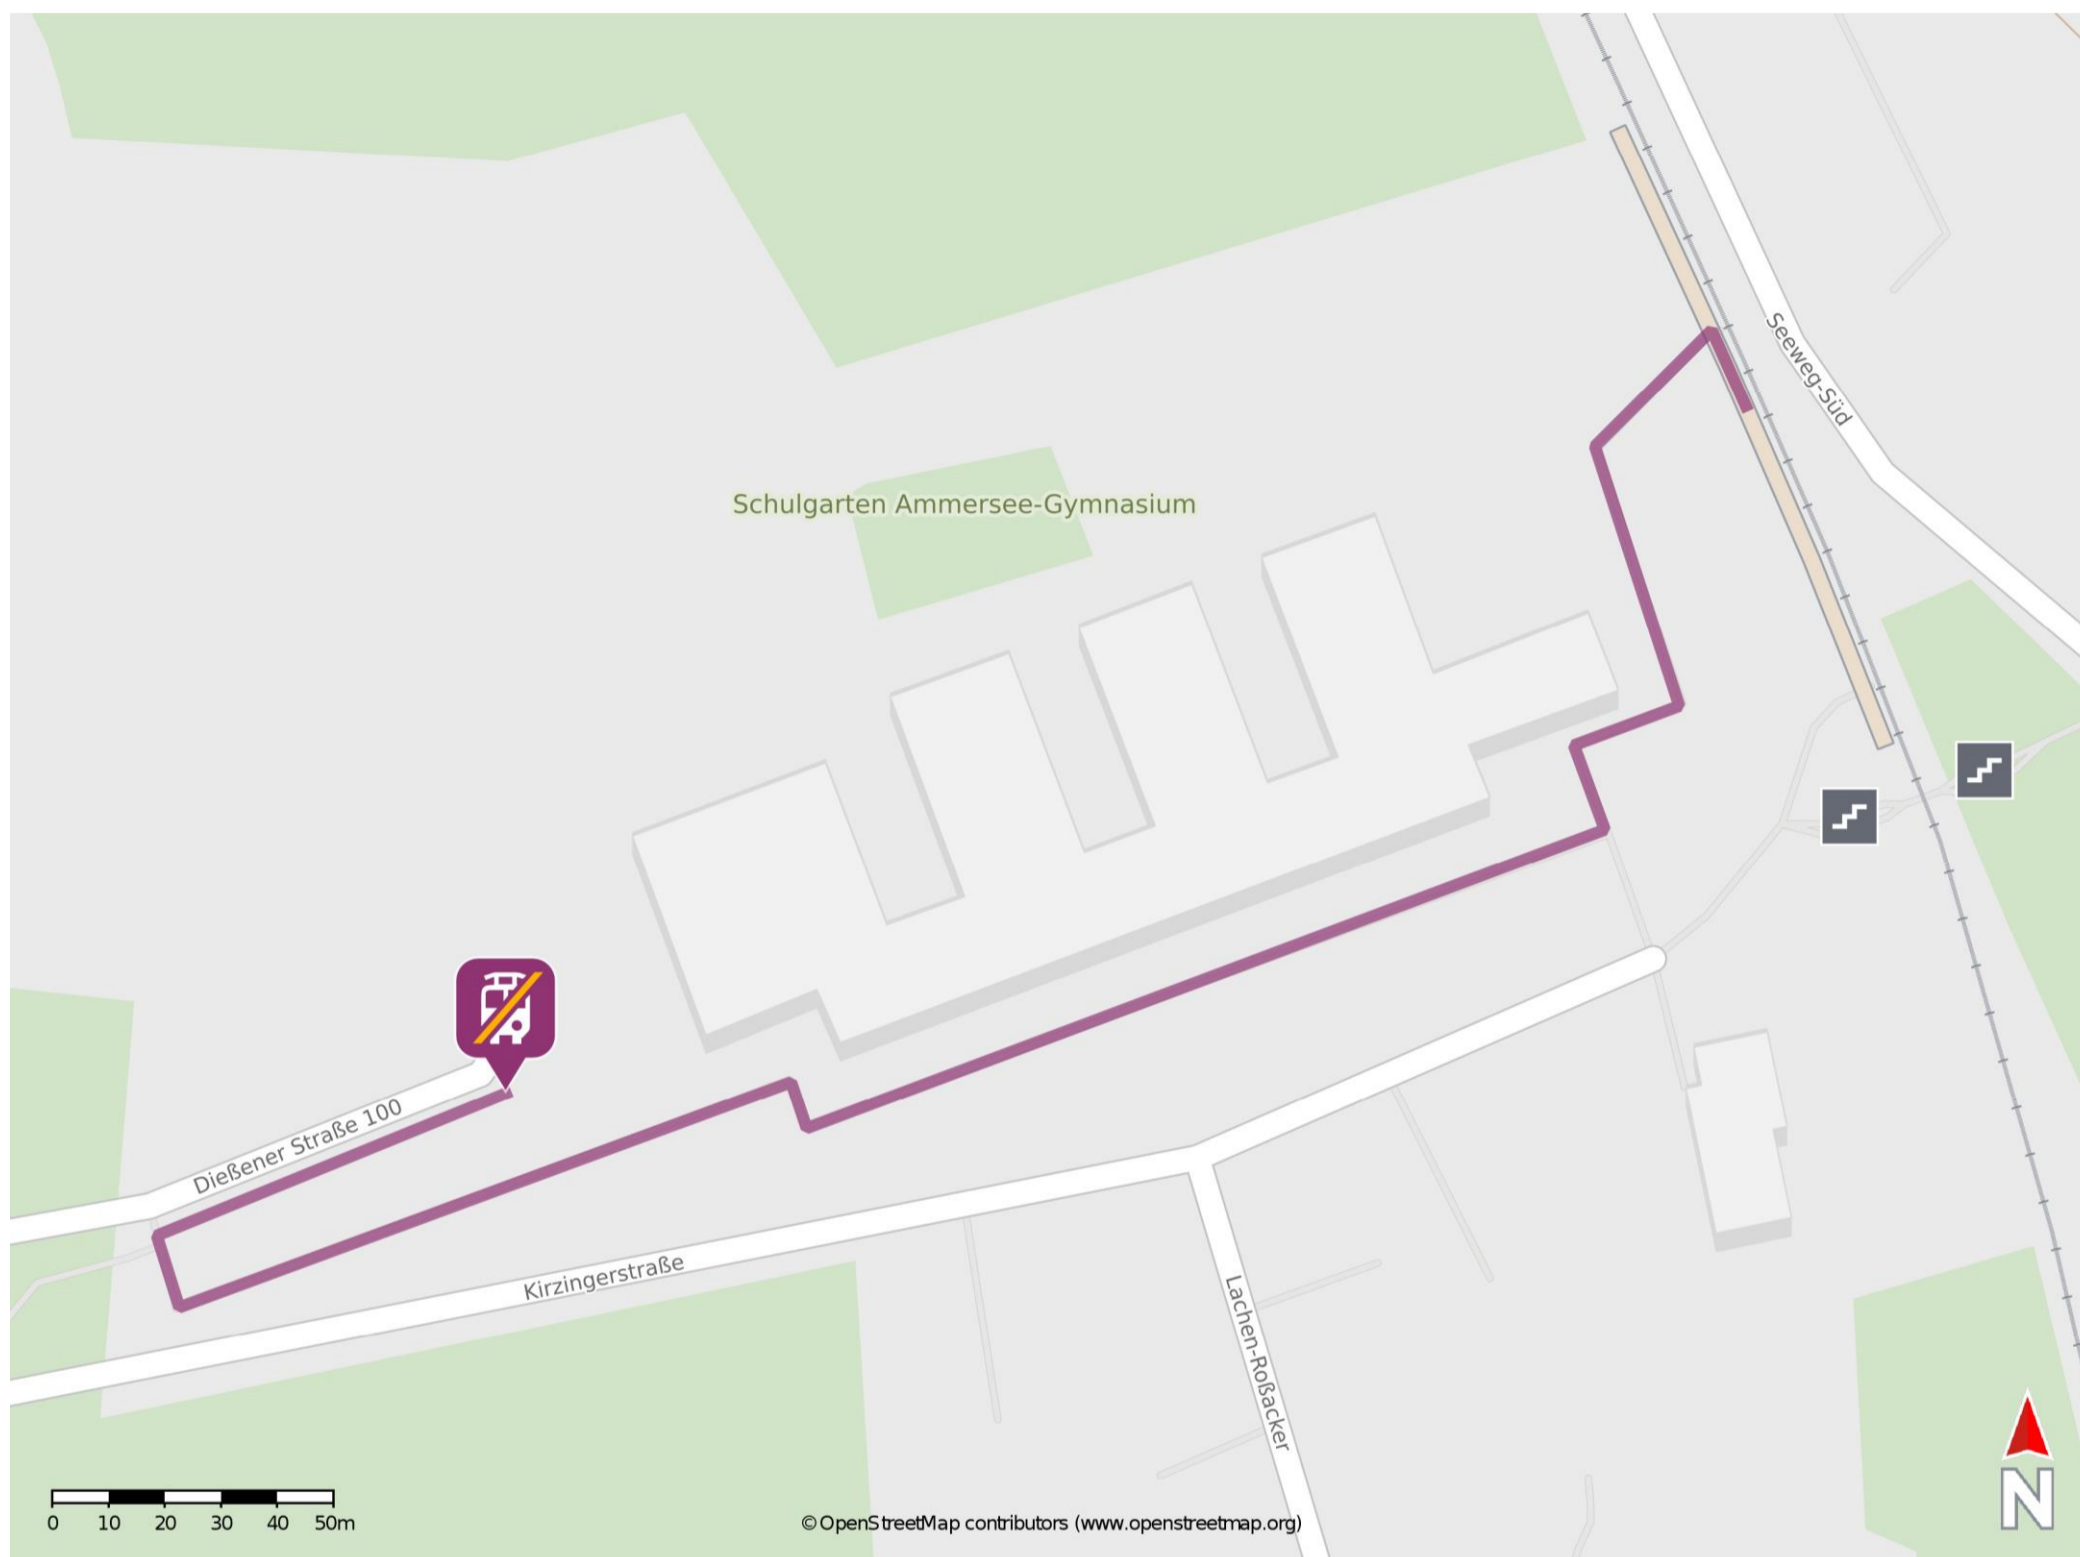 Seeweg-Süd
Schulgarten Ammersee-Gymnasium
Dießener Straße 100
Kirzingerstraße
Lachen-Roßacker
0 10 20 30 40 50m
© OpenStreetMap contributors (www.openstreetmap.org)
N